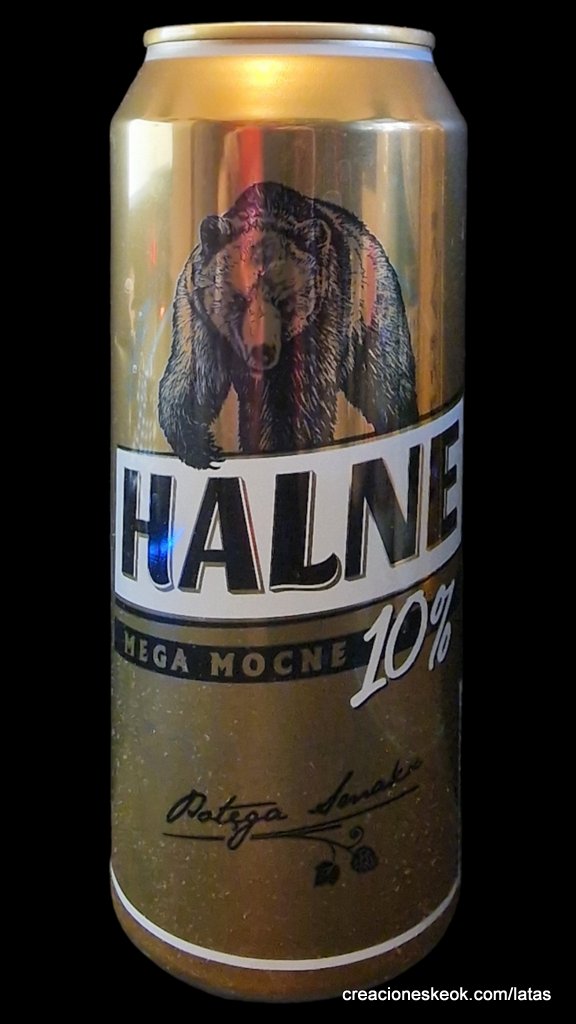 HALNE
MEGA MOCNE 10%
Potęga Smaku
creacioneskeok.com/latas